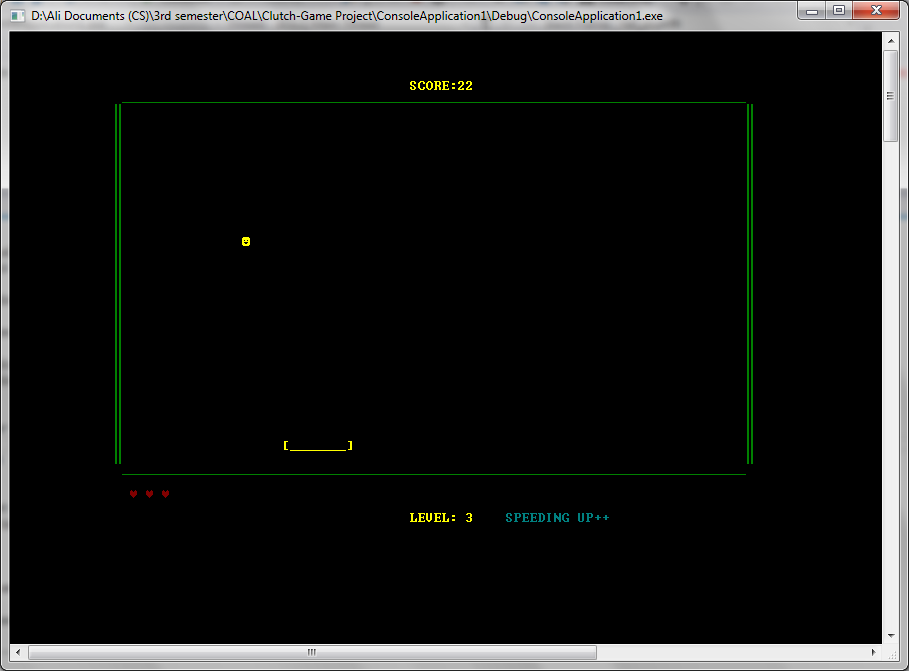 D:\Ali Documents (CS)\3rd semester\COAL\Clutch-Game Project\ConsoleApplication1\Debug\ConsoleApplication1.exe
SCORE:22
[_______]
LEVEL: 3 SPEEDING UP++